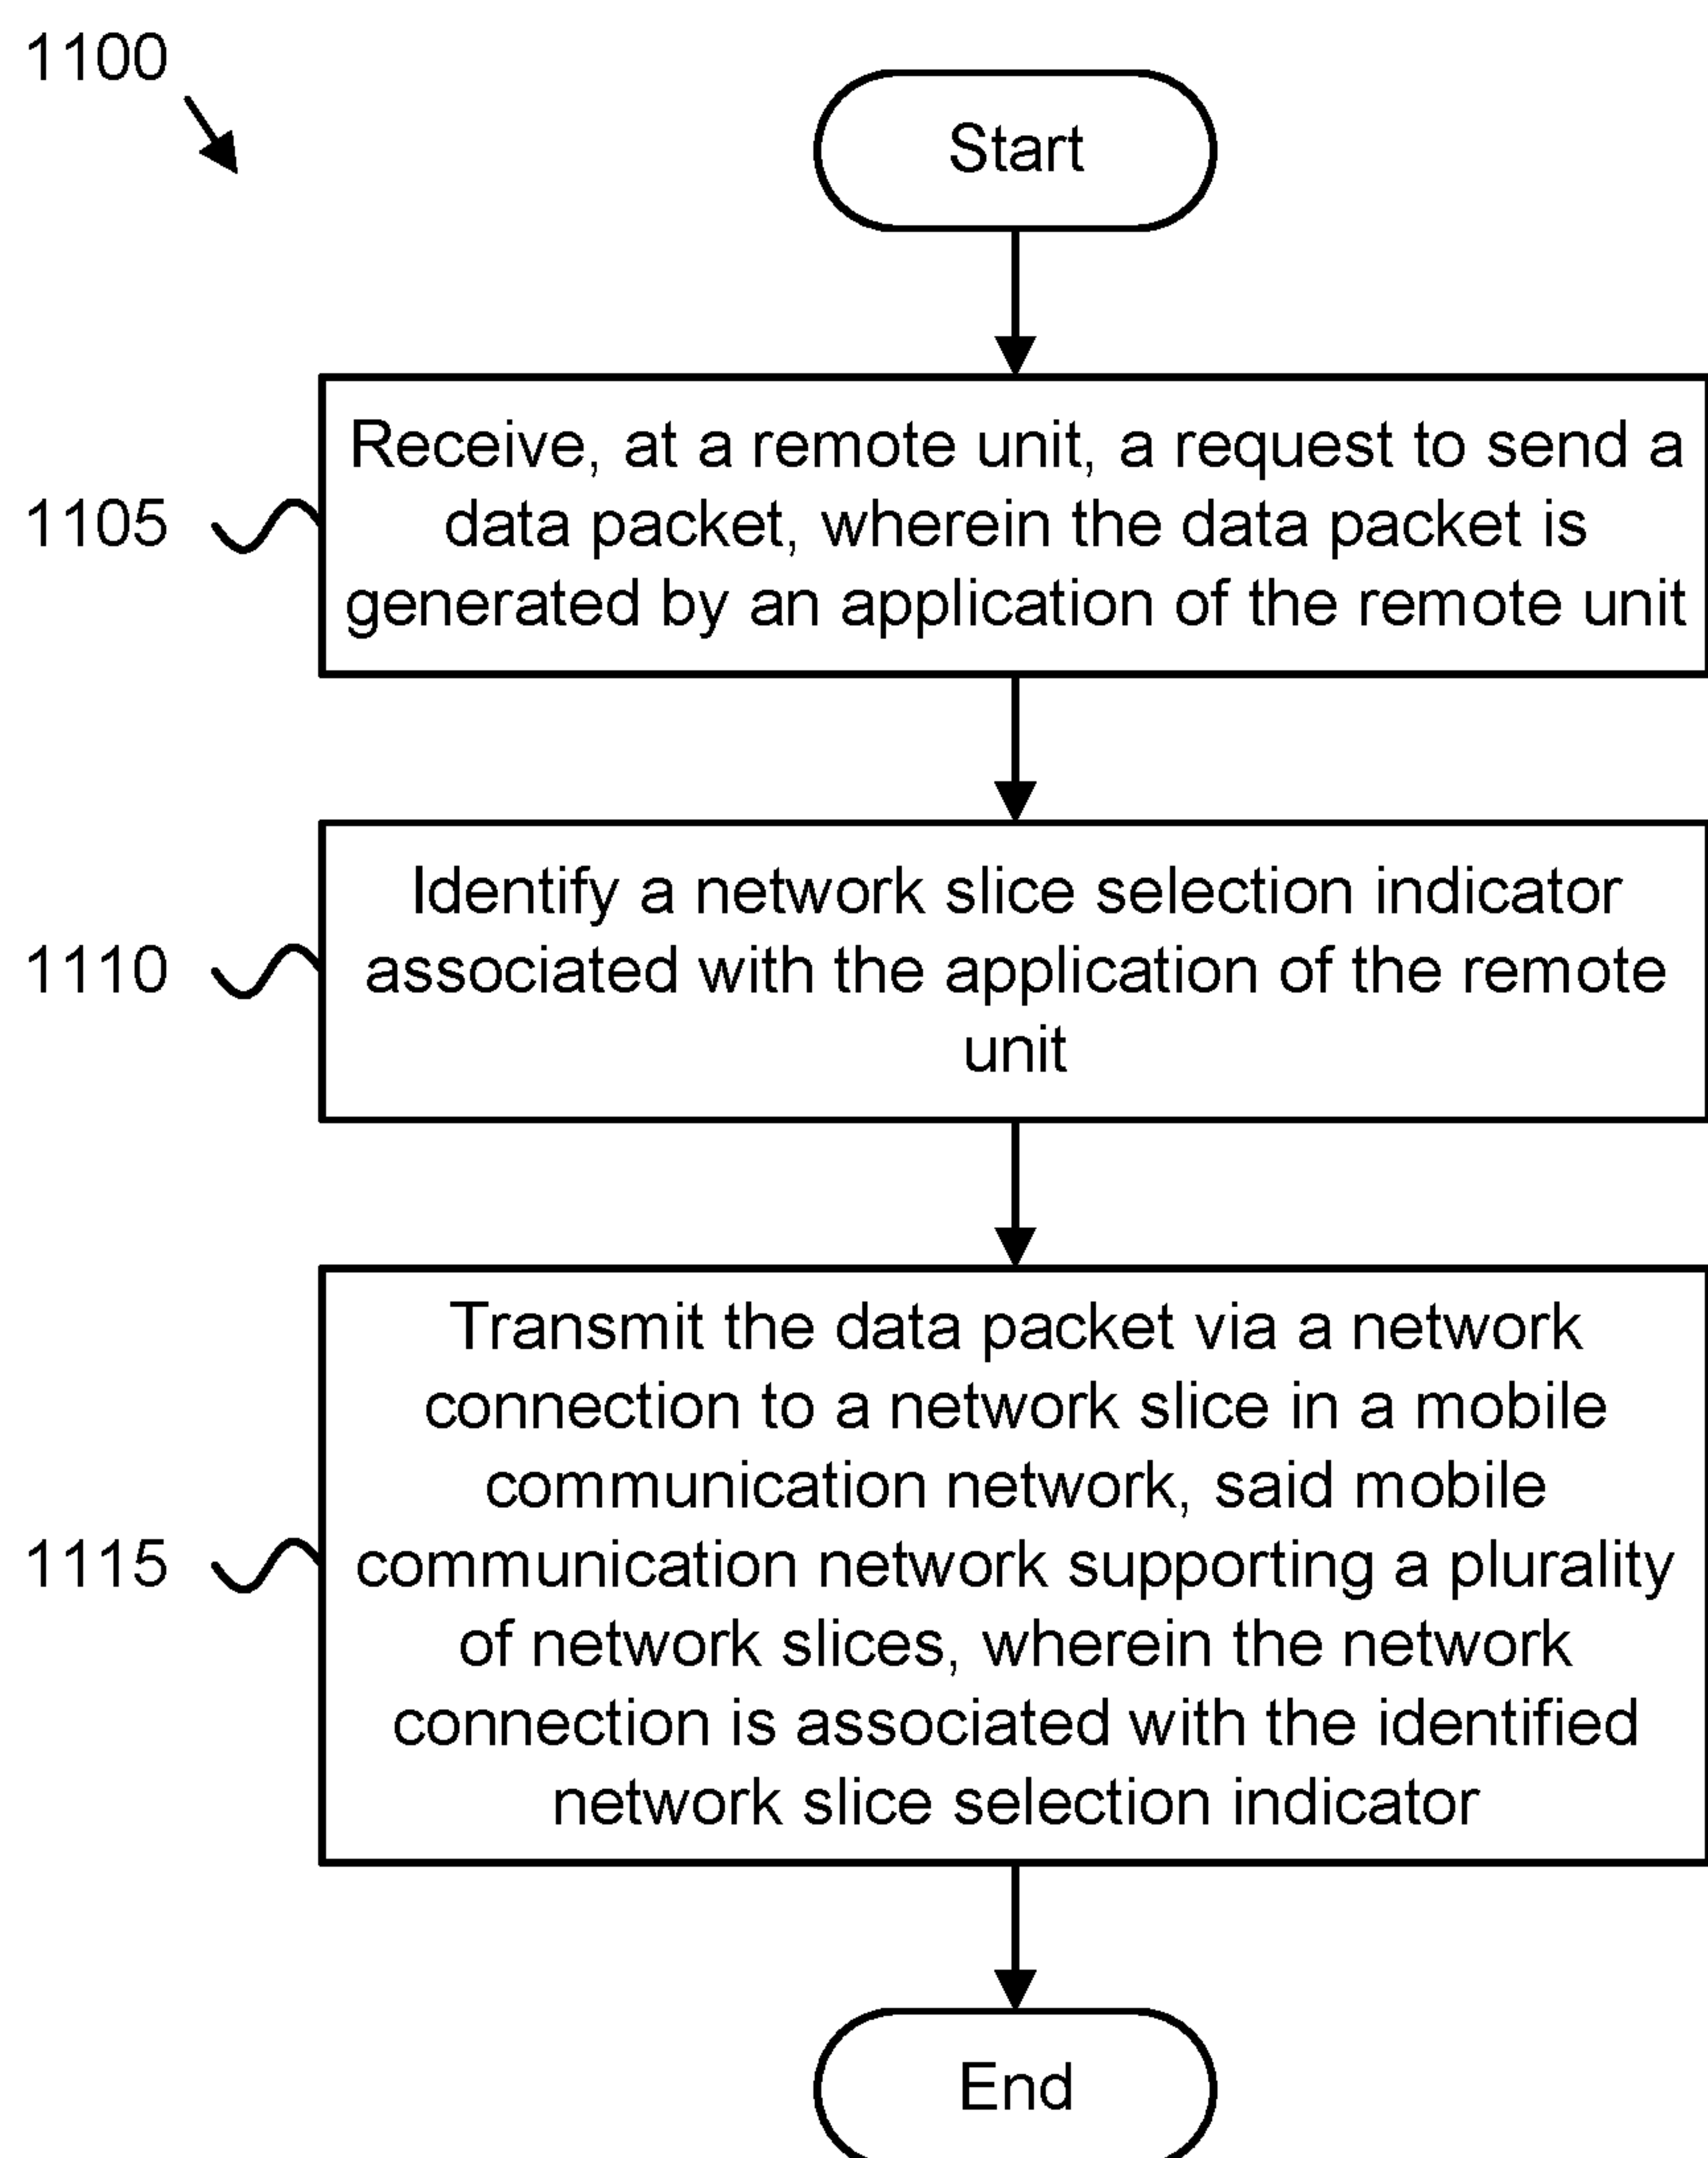 1100
Start
1105
Receive, at a remote unit, a request to send a
data packet, wherein the data packet is
generated by an application of the remote unit
1110
Identify a network slice selection indicator
associated with the application of the remote
unit
1115
Transmit the data packet via a network
connection to a network slice in a mobile
communication network, said mobile
communication network supporting a plurality
of network slices, wherein the network
connection is associated with the identified
network slice selection indicator
End